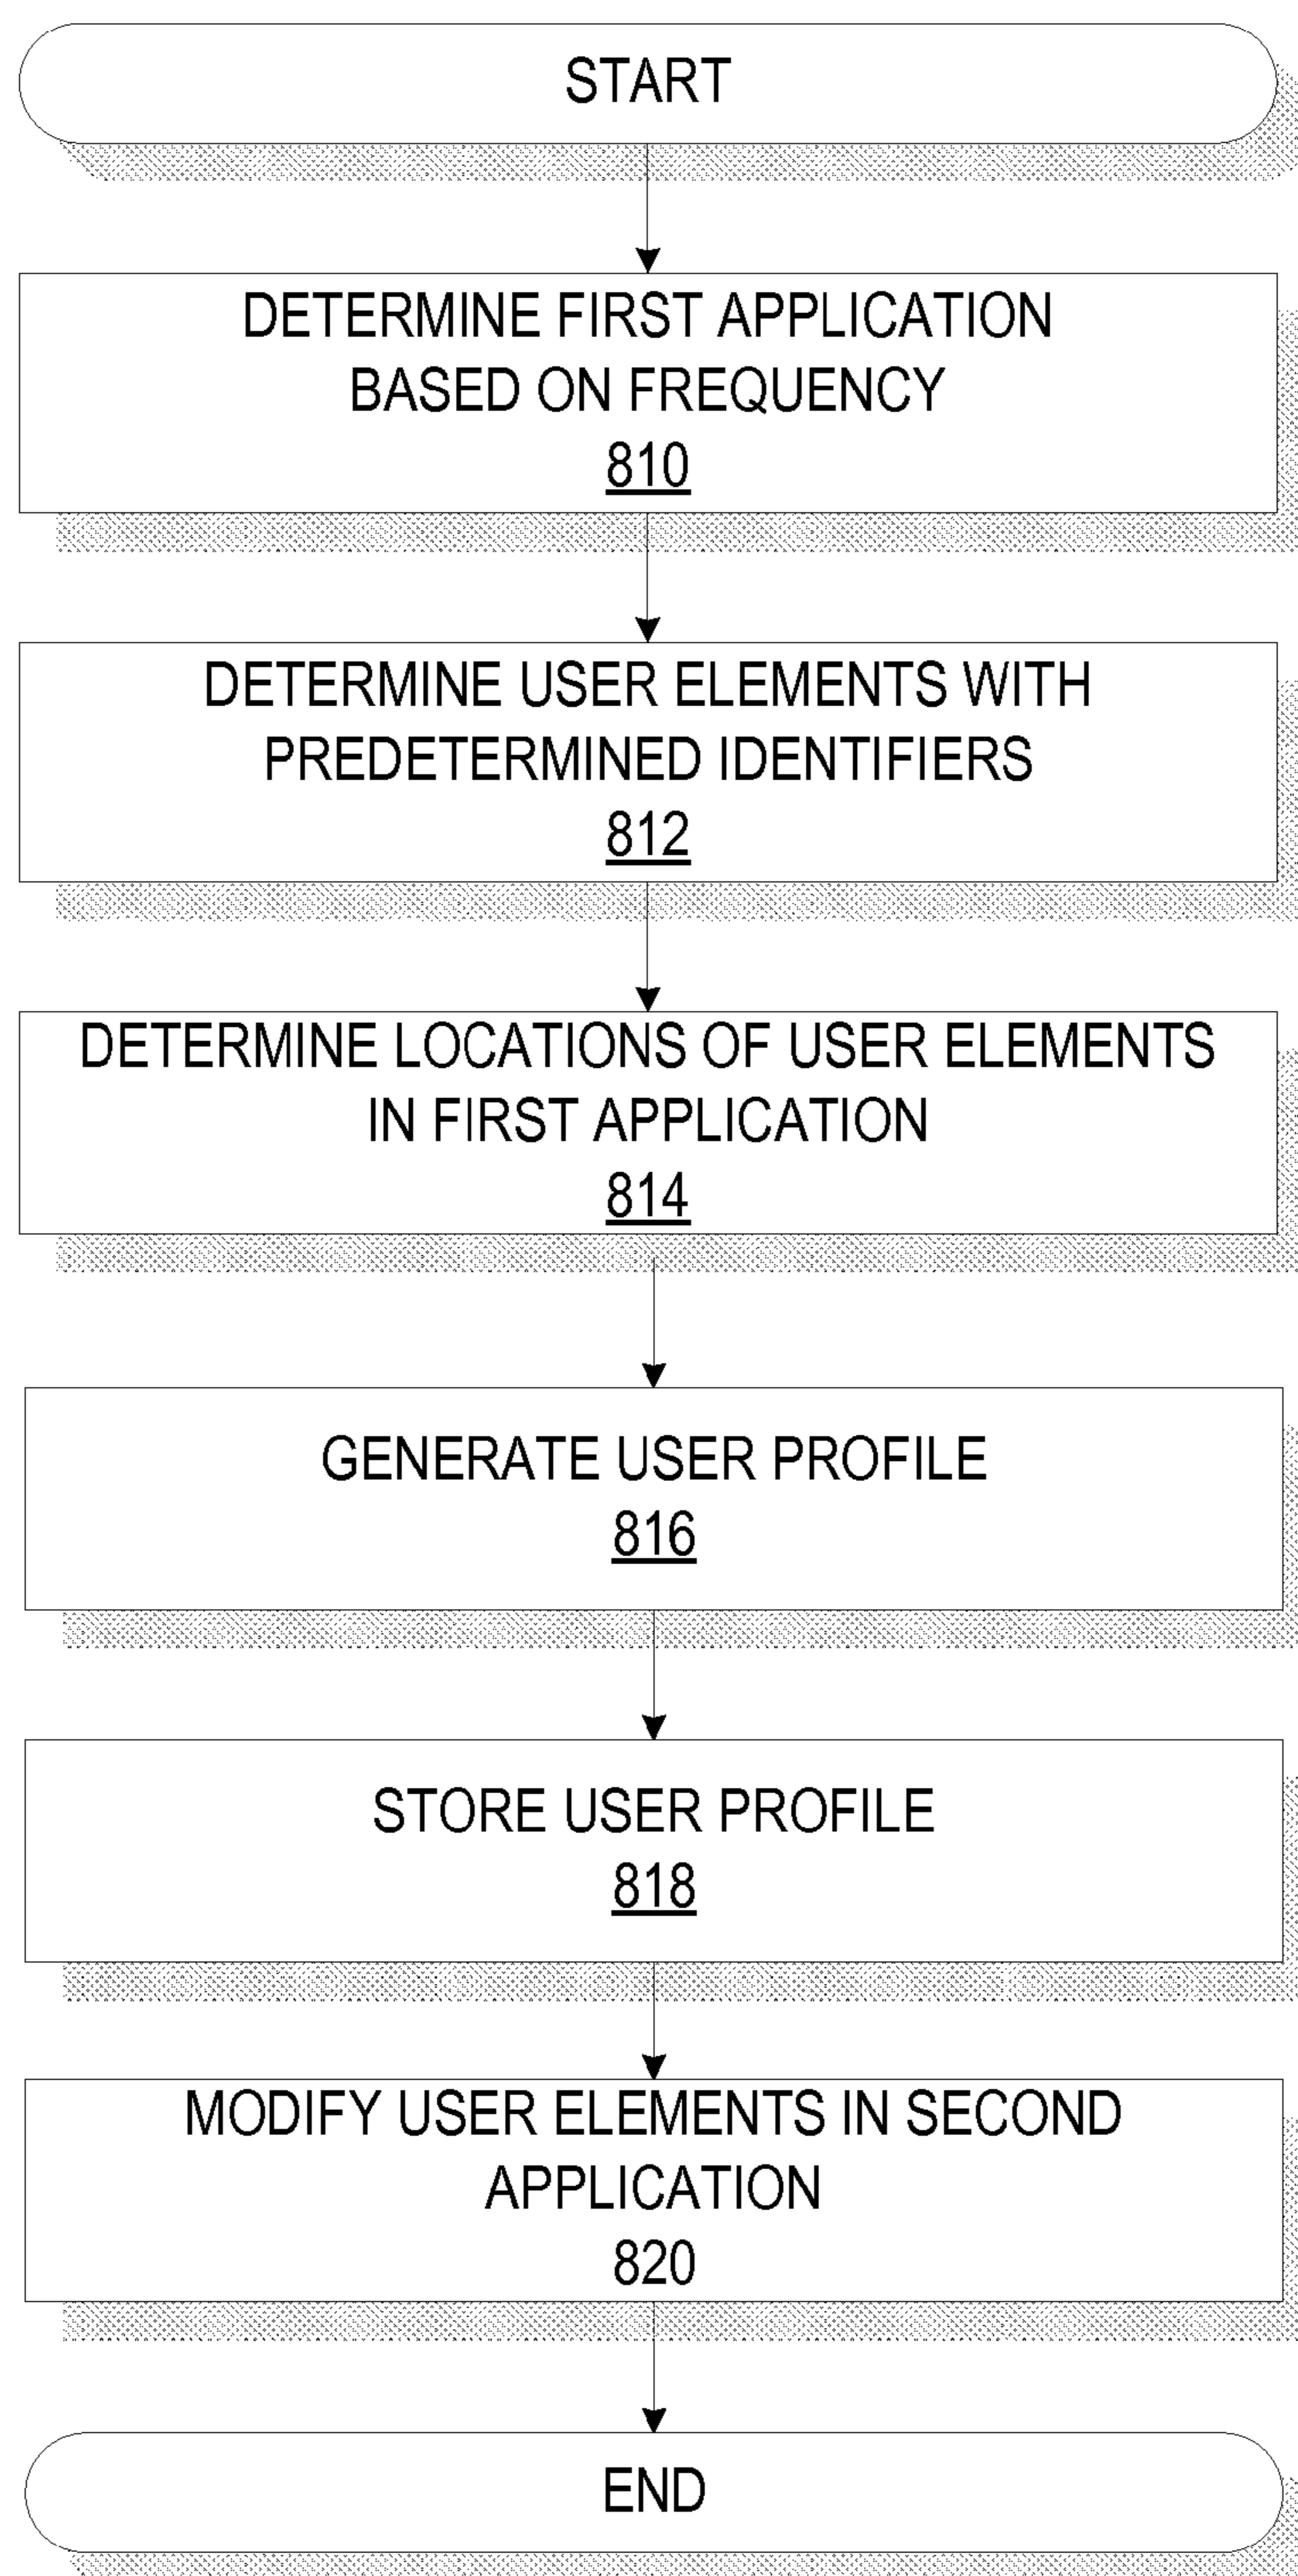 START
DETERMINE FIRST APPLICATION
BASED ON FREQUENCY
810
DETERMINE USER ELEMENTS WITH
PREDETERMINED IDENTIFIERS
812
DETERMINE LOCATIONS OF USER ELEMENTS
IN FIRST APPLICATION
814
GENERATE USER PROFILE
816
STORE USER PROFILE
818
MODIFY USER ELEMENTS IN SECOND
APPLICATION
820
END